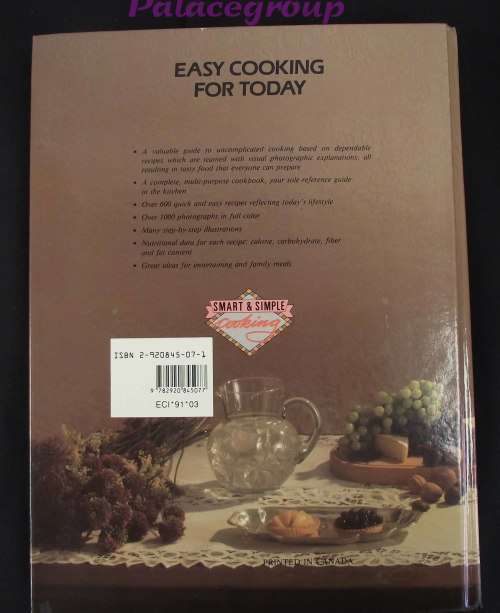 Palacegroup
EASY COOKING
FOR TODAY
• A valuable guide to uncomplicated cooking based on dependable
recipes which are teamed with visual photographic explanations, all
resulting in tasty food that everyone can prepare
• A complete, multi-purpose cookbook, your sole reference guide
in the kitchen
• Over 600 quick and easy recipes reflecting today's lifestyle
• Over 1000 photographs in full color
• Many step-by-step illustrations
• Nutritional data for each recipe: calorie, carbohydrate, fiber
and fat content
• Great ideas for entertaining and family meals
SMART & SIMPLE
Cooking
ISBN 2-920845-07-1
9 782920 845077
ECI*91*03
PRINTED IN CANADA